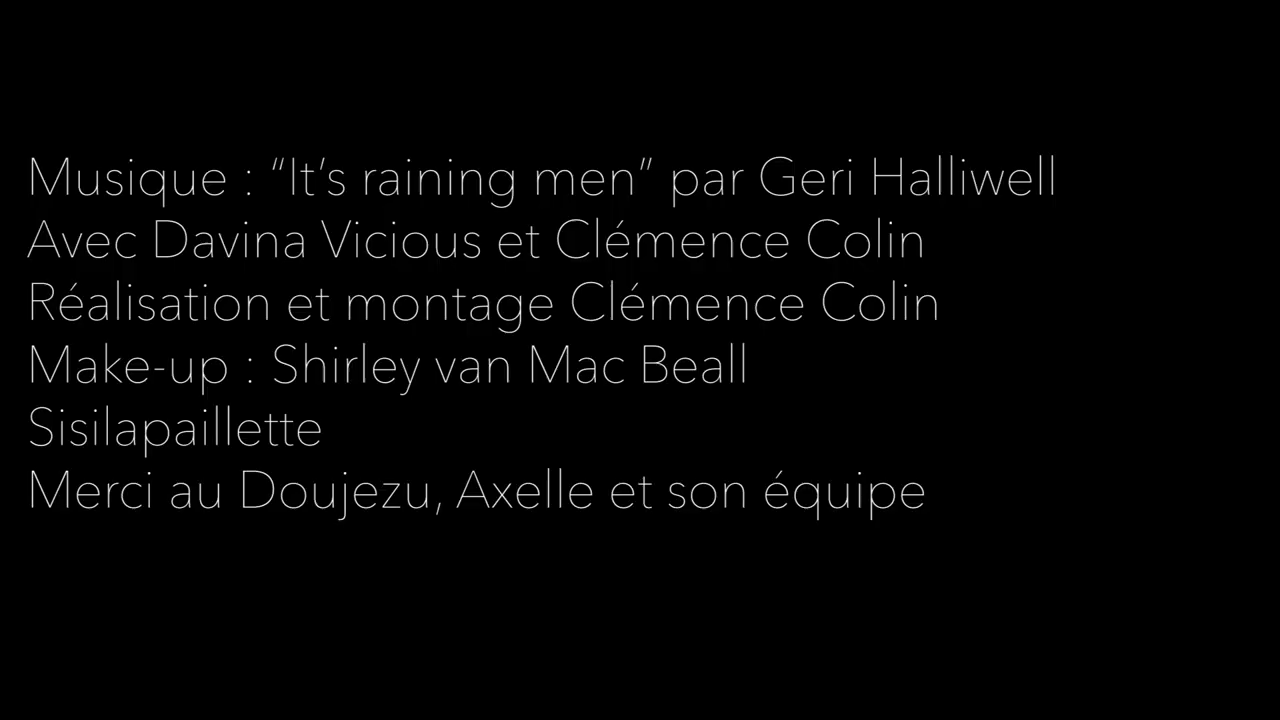 Musique : “It’s raining men” par Geri Halliwell
Avec Davina Vicious et Clémence Colin
Réalisation et montage Clémence Colin
Make-up : Shirley van Mac Beall
Sisilapaillette
Merci au Doujezu, Axelle et son équipe